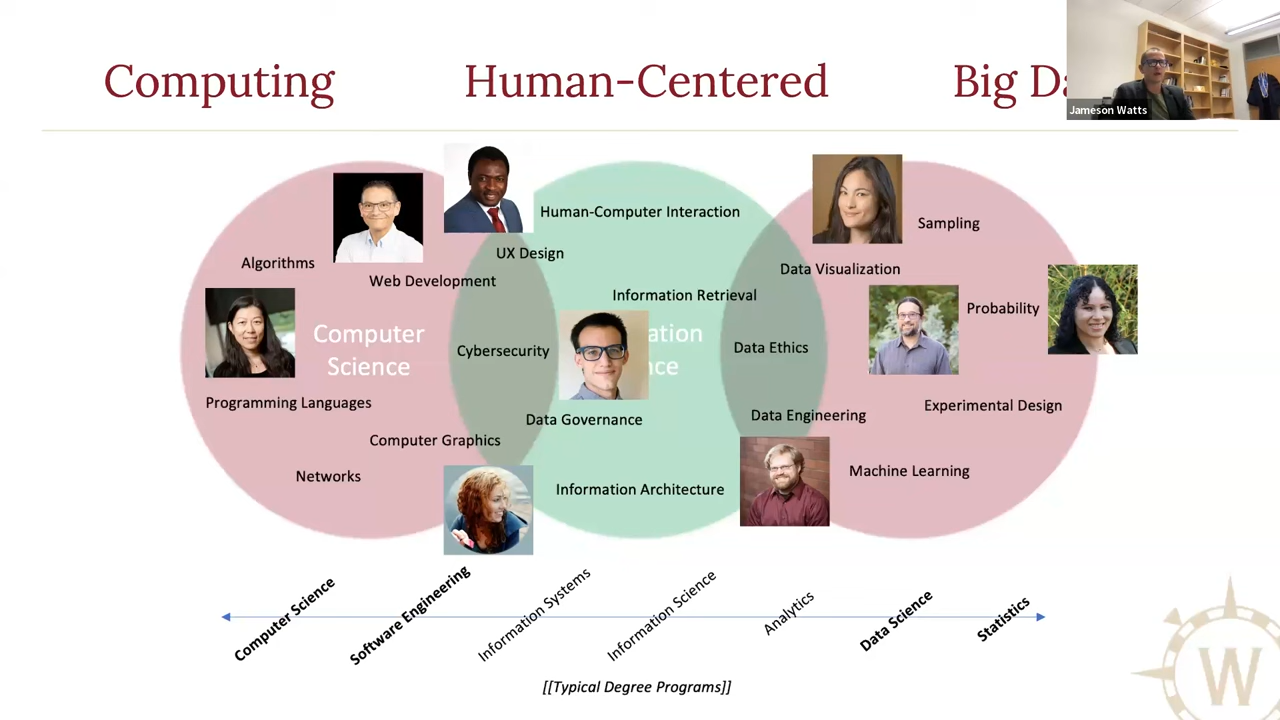 Computing
Human-Centered
Big Da
Jameson Watts
Human-Computer Interaction
Sampling
UX Design
Algorithms
Data Visualization
Web Development
Information Retrieval
Probability
Computer
Science
ation
nce
Cybersecurity
Data Ethics
Programming Languages
Experimental Design
Data Engineering
Data Governance
Computer Graphics
Machine Learning
Networks
Information Architecture
Computer Science
Software Engineering
Information Systems
Information Science
Analytics
Data Science
Statistics
[[Typical Degree Programs]]
W